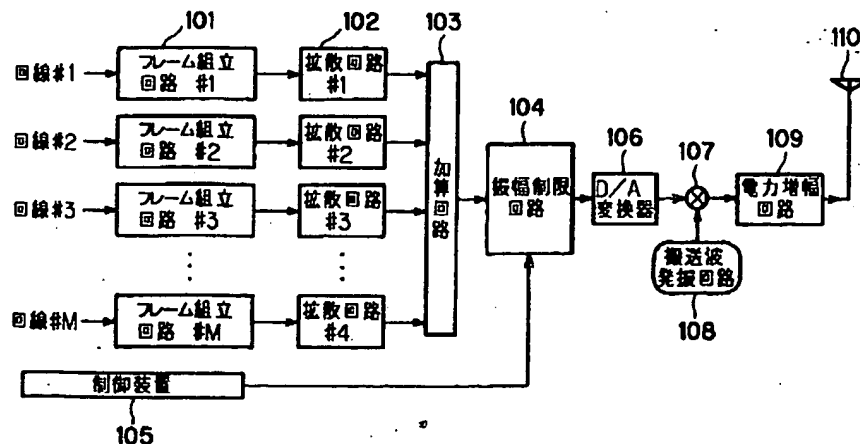 101
102
103
110
回線#1
フレーム組立
回路 #1
拡散回路
#1
回線#2
フレーム組立
回路 #2
拡散回路
#2
回線#3
フレーム組立
回路 #3
拡散回路
#3
加算回路
104
振幅制限
回路
106
D/A
変換器
107
109
電力増幅
回路
搬送波
発振回路
108
回線#M
フレーム組立
回路 #M
拡散回路
#4
制御装置
105